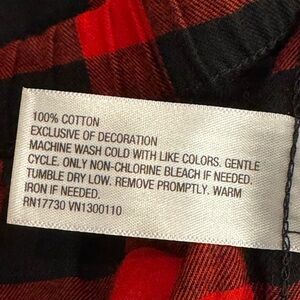 100% COTTON
EXCLUSIVE OF DECORATION
MACHINE WASH COLD WITH LIKE COLORS. GENTLE
CYCLE. ONLY NON-CHLORINE BLEACH IF NEEDED.
TUMBLE DRY LOW. REMOVE PROMPTLY. WARM
IRON IF NEEDED.
RN17730 VN1300110